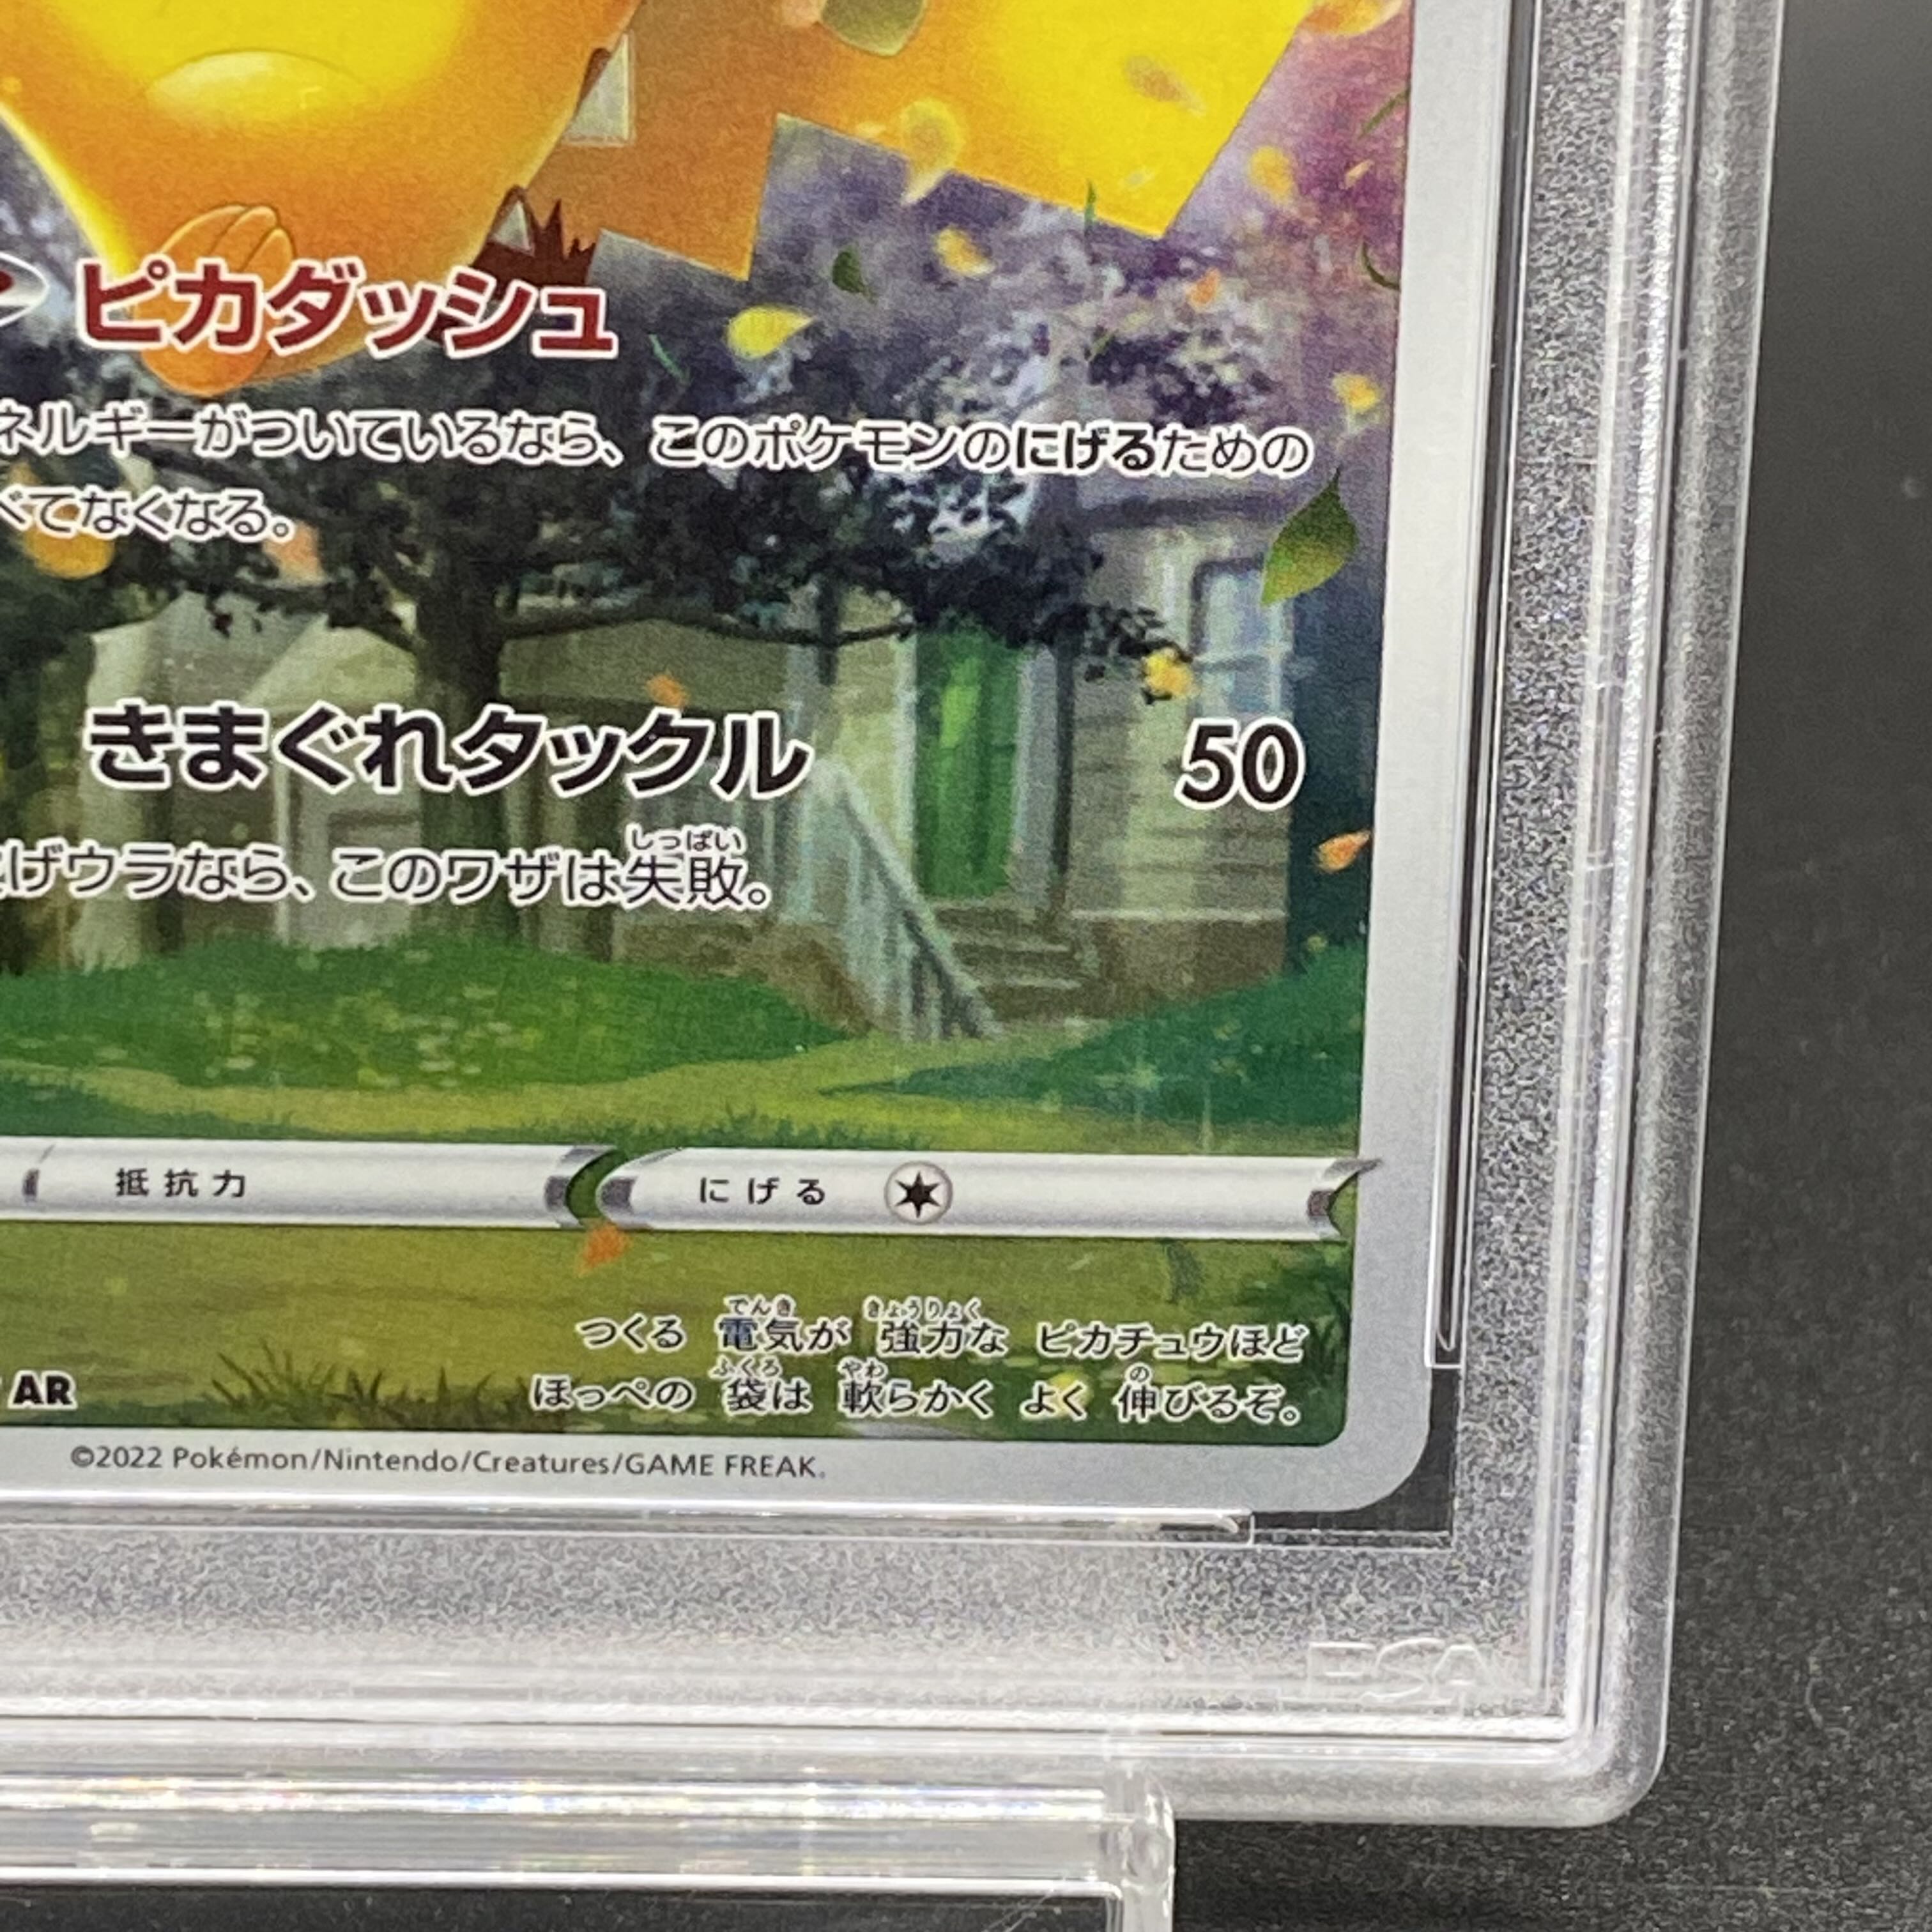 ピカダッシュ
ネルギーがついているなら、このポケモンのにげるための
べてなくなる。
きまぐれタックル 50
しっぱい
げウラなら、このワザは失敗。
抵抗力 にげる
でんき きょうりょく
つくる 電気が 強力な ピカチュウほど
ふくろ やわ の
ほっぺの 袋は 軟らかく よく 伸びるぞ。
AR
©2022 Pokémon/Nintendo/Creatures/GAME FREAK.